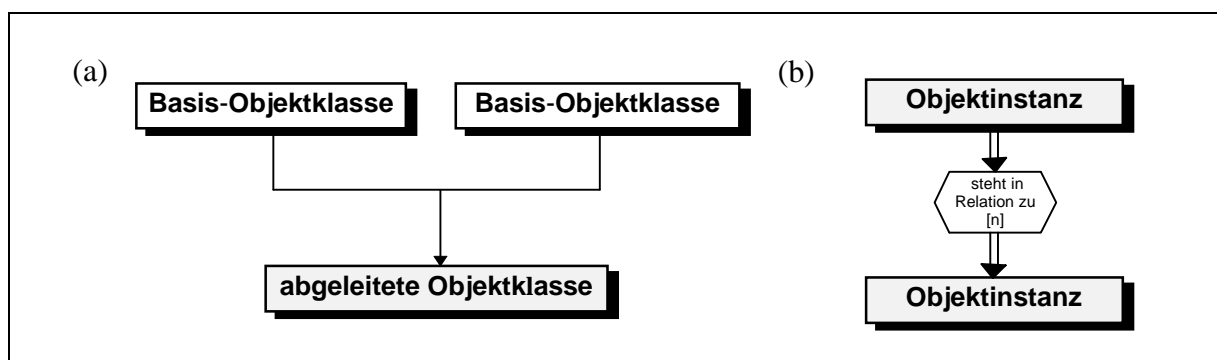 (a)
Basis-Objektklasse
Basis-Objektklasse
abgeleitete Objektklasse
(b)
Objektinstanz
steht in
Relation zu
[n]
Objektinstanz